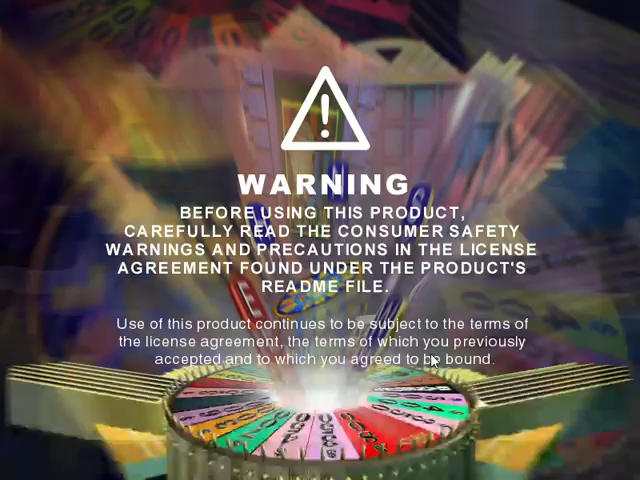 WARNING
BEFORE USING THIS PRODUCT,
CAREFULLY READ THE CONSUMER SAFETY
WARNINGS AND PRECAUTIONS IN THE LICENSE
AGREEMENT FOUND UNDER THE PRODUCT'S
README FILE.
Use of this product continues to be subject to the terms of
the license agreement, the terms of which you previously
accepted and to which you agreed to be bound.